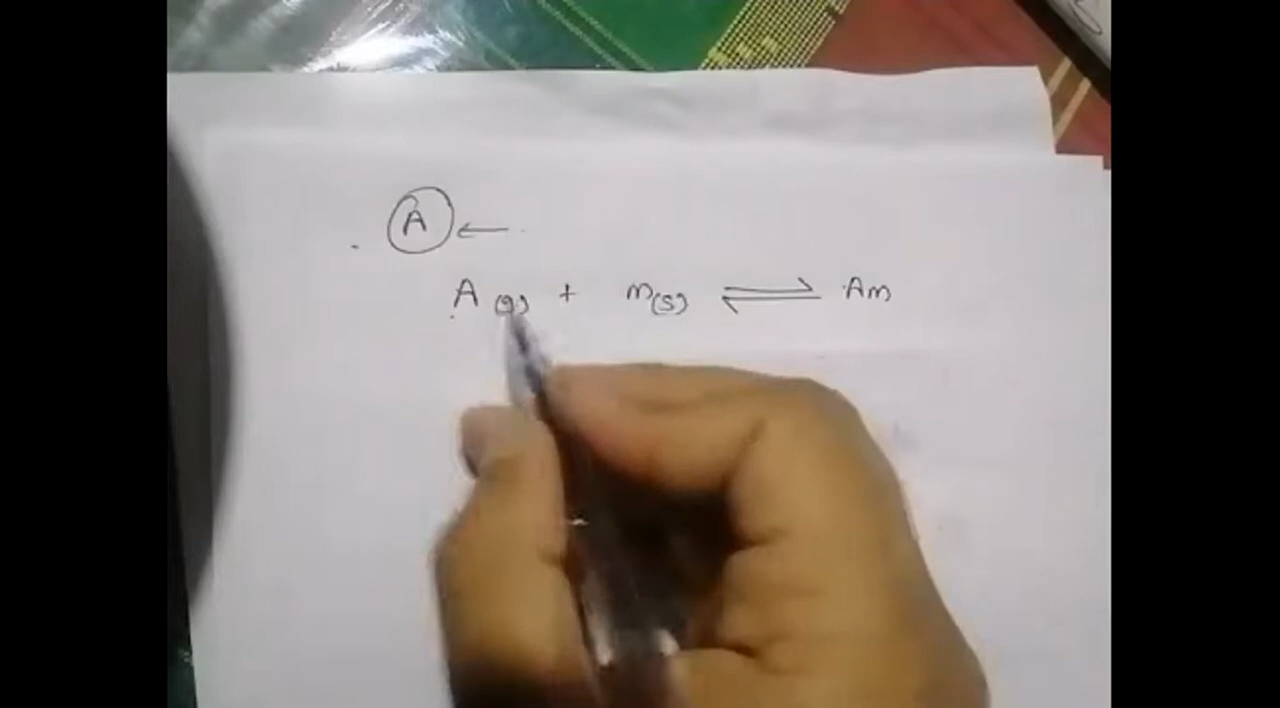 A ←
A (g) + m(s) ⇌ Am